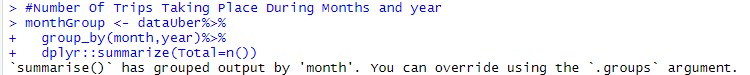 > #Number Of Trips Taking Place During Months and year
> monthGroup <- dataUber%>%
+   group_by(month,year)%>%
+   dplyr::summarize(Total=n())
`summarise()` has grouped output by 'month'. You can override using the `.groups` argument.